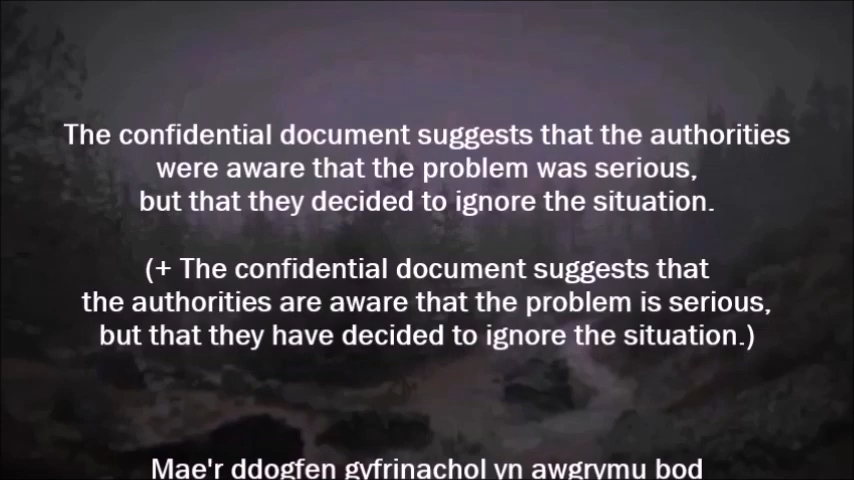 The confidential document suggests that the authorities
were aware that the problem was serious,
but that they decided to ignore the situation.
(+ The confidential document suggests that
the authorities are aware that the problem is serious,
but that they have decided to ignore the situation.)
Mae'r ddogfen gyfrinachol yn awgrymu bod